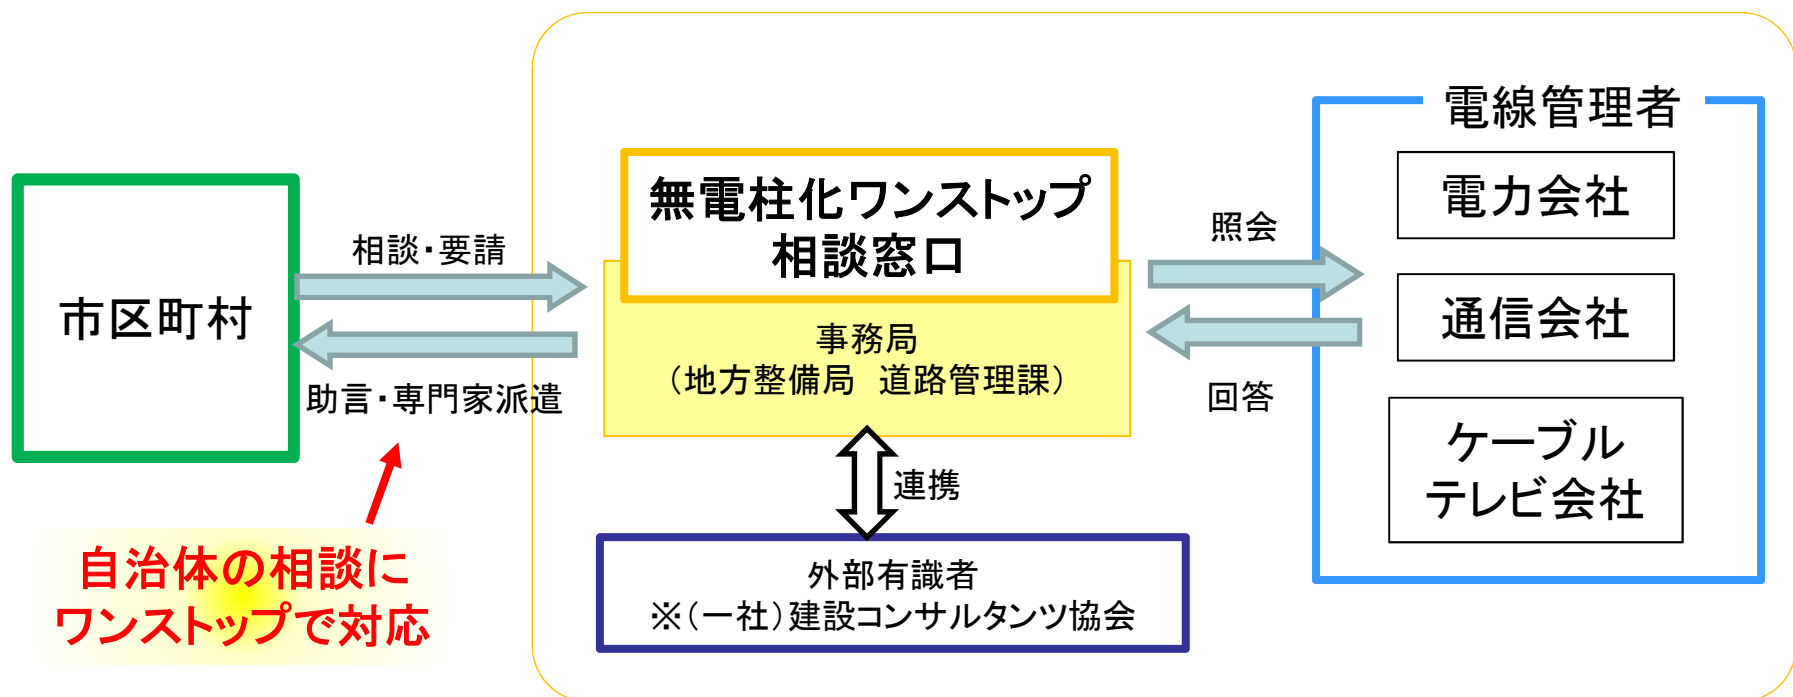 市区町村
相談・要請
助言・専門家派遣
自治体の相談に
ワンストップで対応
無電柱化ワンストップ
相談窓口
事務局
（地方整備局　道路管理課）
連携
外部有識者
※（一社）建設コンサルタンツ協会
照会
回答
電線管理者
電力会社
通信会社
ケーブル
テレビ会社